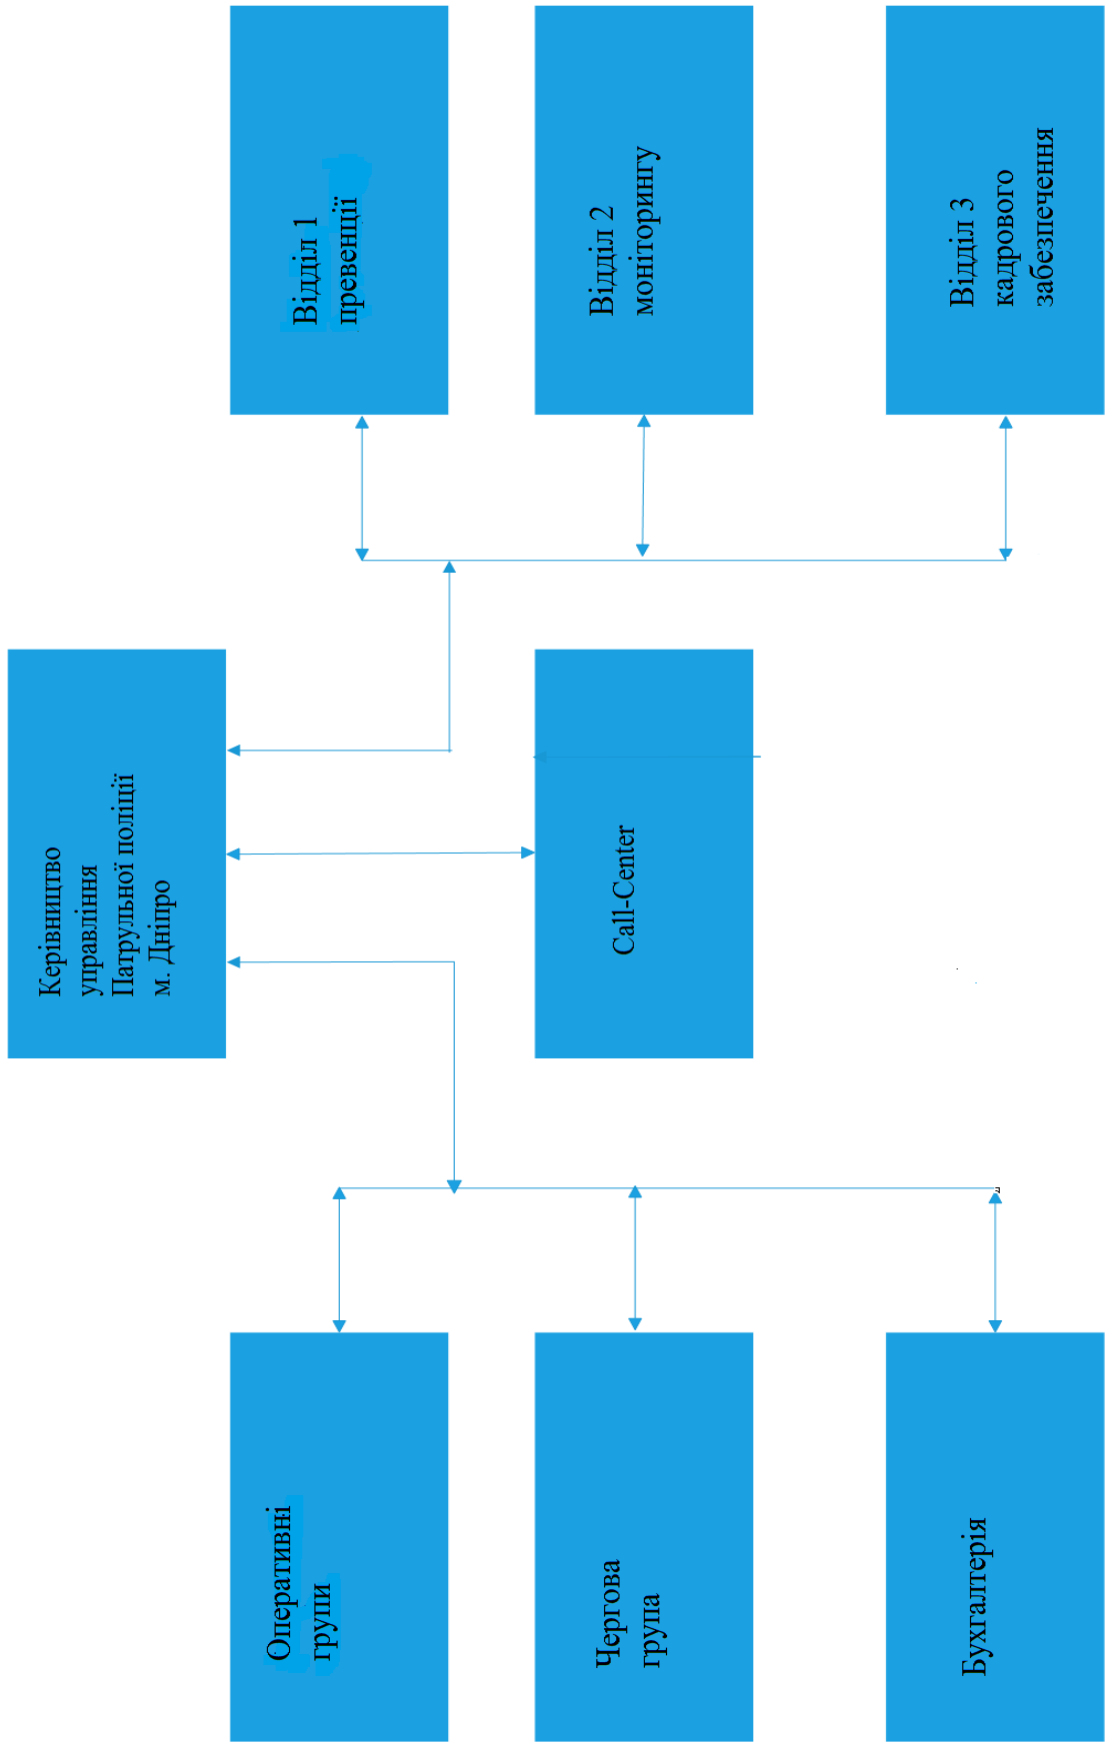 Керівництво
управління
Патрульної поліції
м. Дніпро
Оперативні
групи
Call-Center
Відділ 1
превенції
Чергова
група
Відділ 2
моніторингу
Бухгалтерія
Відділ 3
кадрового
забезпечення